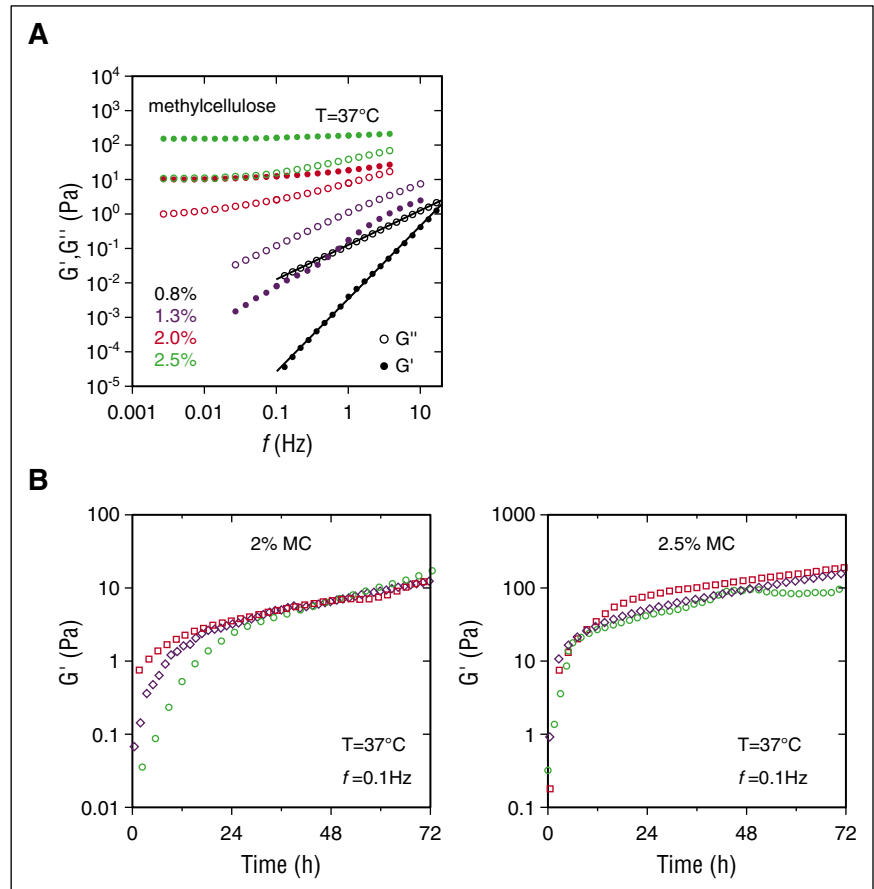 A
10⁴
10³
10²
10¹
10⁰
10⁻¹
10⁻²
10⁻³
10⁻⁴
10⁻⁵
G',G'' (Pa)
methylcellulose
T=37°C
0.8%
1.3%
2.0%
2.5%
G''
G'
0.001 0.01 0.1 1 10
f (Hz)
B
100
10
1
0.1
0.01
G' (Pa)
2% MC
T=37°C
f=0.1Hz
0 24 48 72
Time (h)
1000
100
10
1
0.1
G' (Pa)
2.5% MC
T=37°C
f=0.1Hz
0 24 48 72
Time (h)